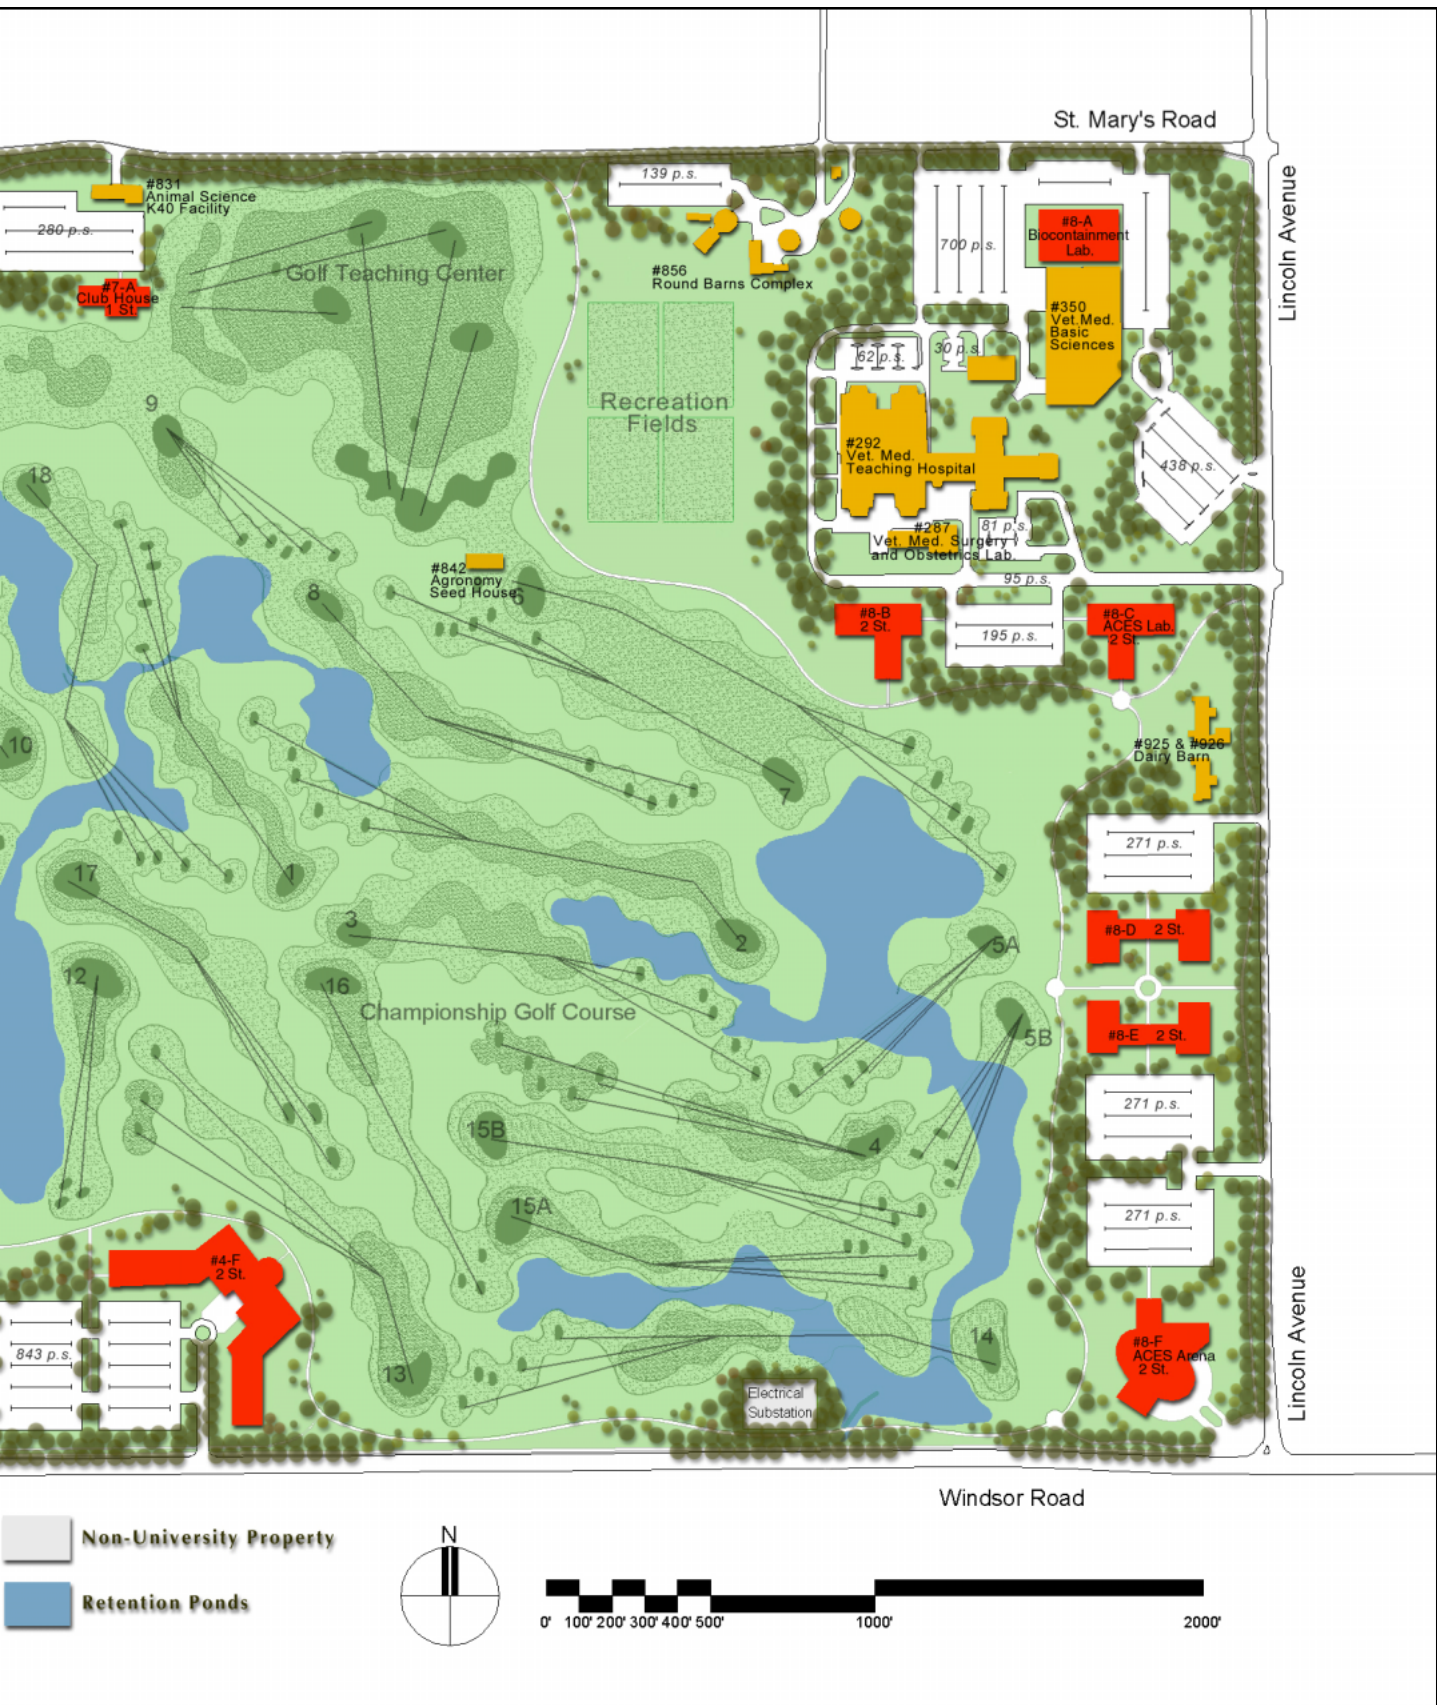 St. Mary's Road
Lincoln Avenue
#831
Animal Science
K40 Facility
139 p.s.
280 p.s.
#7-A
Club House
1 St.
Golf Teaching Center
#856
Round Barns Complex
700 p.s.
#8-A
Biocontainment
Lab.
#350
Vet.Med.
Basic
Sciences
62 p.s.
30 p.s.
Recreation
Fields
9
18
#292
Vet. Med.
Teaching Hospital
438 p.s.
#287
Vet. Med. Surgery
and Obstetrics Lab.
81 p.s.
95 p.s.
#842
Agronomy
Seed House
6
8
#8-B
2 St.
195 p.s.
#8-C
ACES Lab.
2 St.
10
#925 & #926
Dairy Barn
7
271 p.s.
17
1
3
2
5A
#8-D 2 St.
12
16
Championship Golf Course
5B
#8-E 2 St.
271 p.s.
15B
4
15A
271 p.s.
#4-F
2 St.
843 p.s.
13
14
#8-F
ACES Arena
2 St.
Electrical
Substation
Lincoln Avenue
Windsor Road
Non-University Property
Retention Ponds
N
0' 100' 200' 300' 400' 500' 1000' 2000'